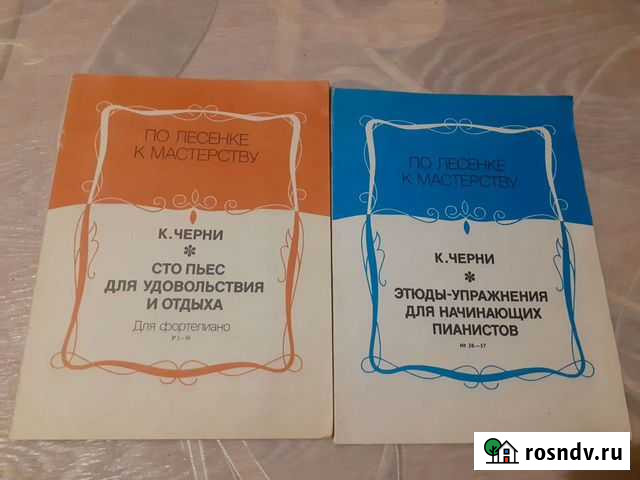 ПО ЛЕСЕНКЕ
К МАСТЕРСТВУ
К. ЧЕРНИ
*
СТО ПЬЕС
ДЛЯ УДОВОЛЬСТВИЯ
И ОТДЫХА
Для фортепиано
ПО ЛЕСЕНКЕ
К МАСТЕРСТВУ
К. ЧЕРНИ
*
ЭТЮДЫ-УПРАЖНЕНИЯ
ДЛЯ НАЧИНАЮЩИХ
ПИАНИСТОВ
rosndv.ru